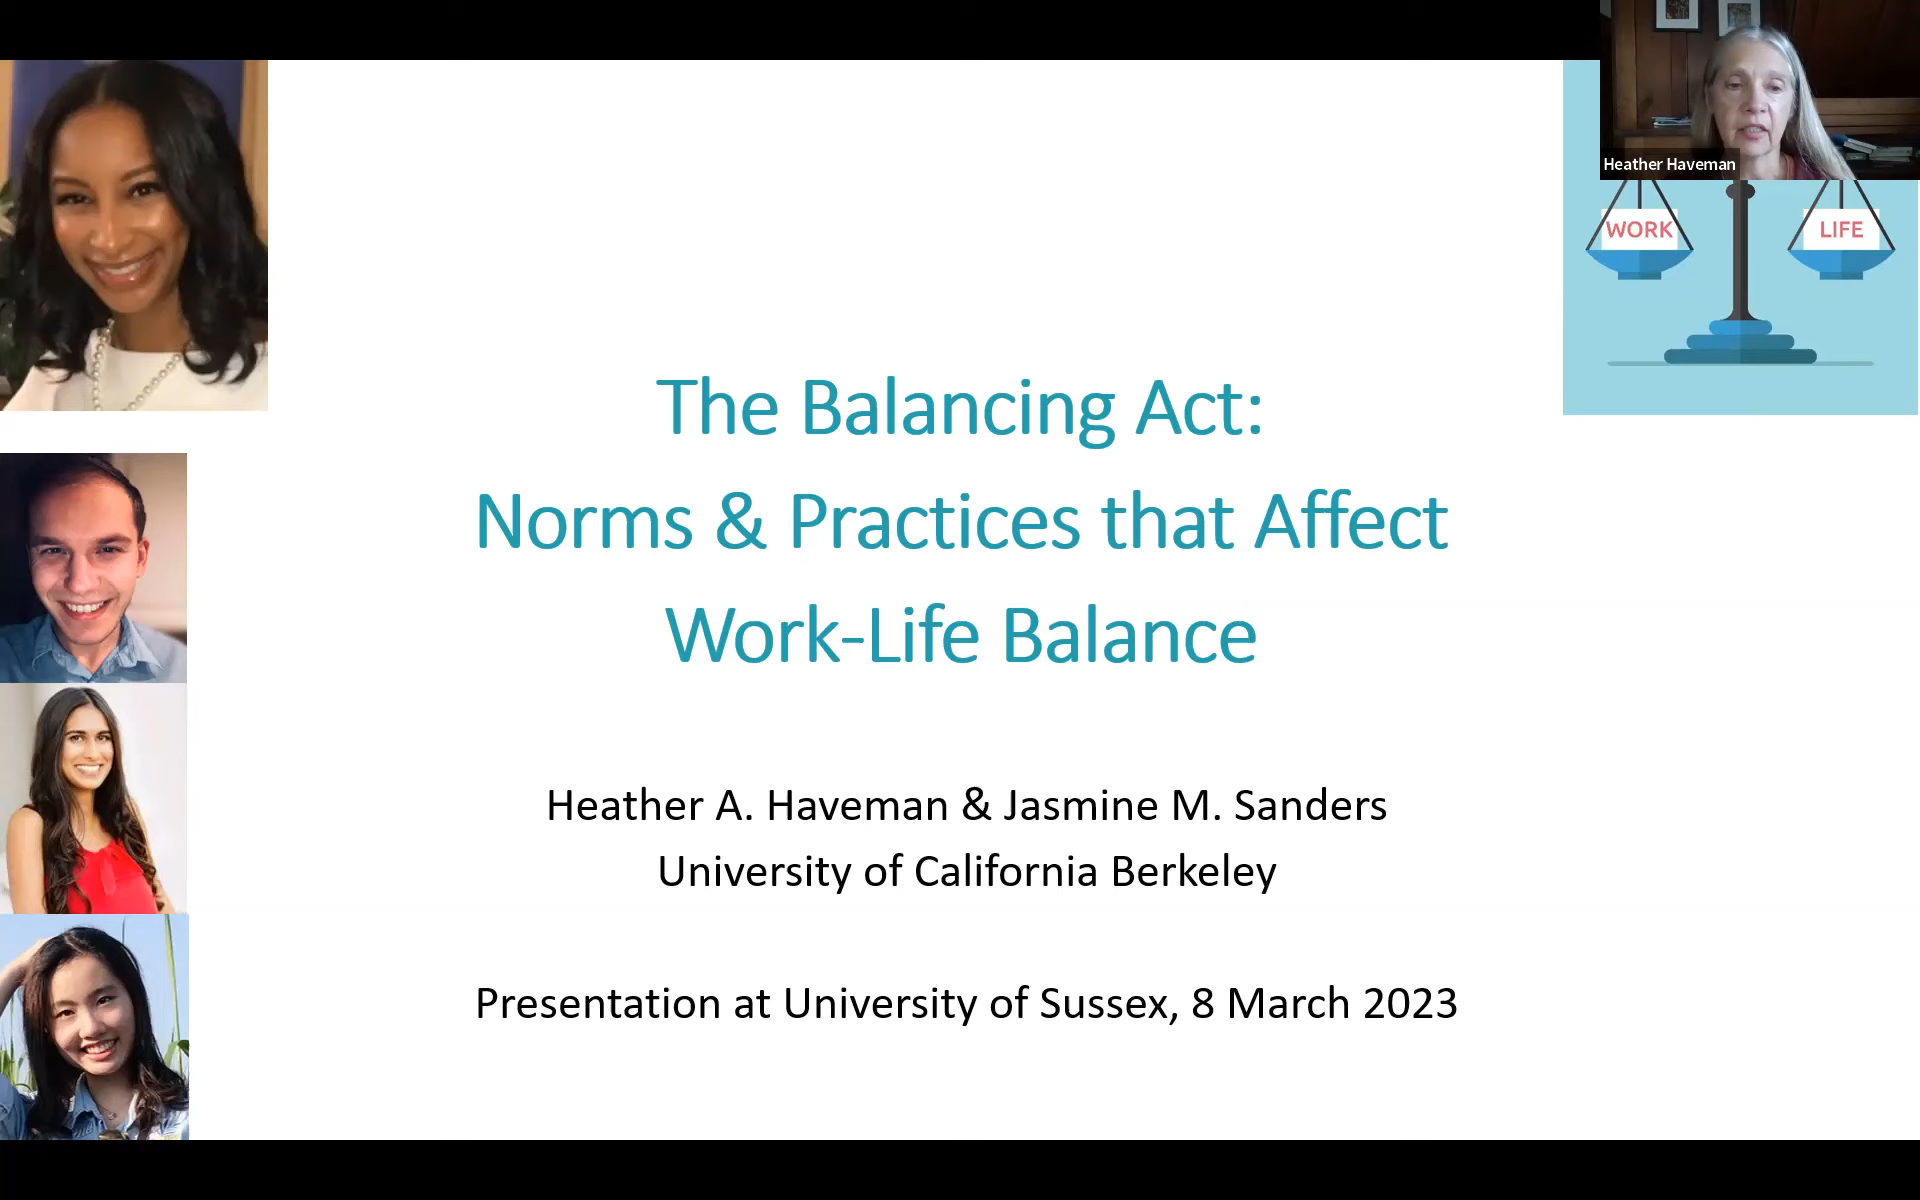 Heather Haveman
WORK
LIFE
The Balancing Act:
Norms & Practices that Affect
Work-Life Balance
Heather A. Haveman & Jasmine M. Sanders
University of California Berkeley
Presentation at University of Sussex, 8 March 2023